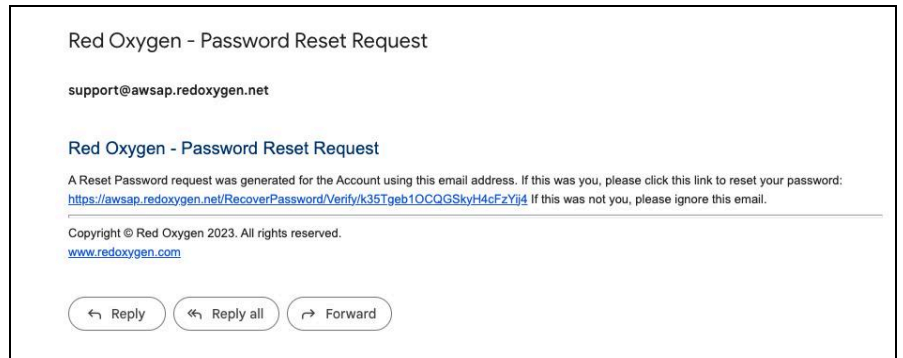 Red Oxygen - Password Reset Request
support@awsap.redoxygen.net
Red Oxygen - Password Reset Request
A Reset Password request was generated for the Account using this email address. If this was you, please click this link to reset your password:
https://awsap.redoxygen.net/RecoverPassword/Verify/k35Tgeb1OCQGSkyH4cFzYij4 If this was not you, please ignore this email.
Copyright © Red Oxygen 2023. All rights reserved.
www.redoxygen.com
Reply Reply all Forward